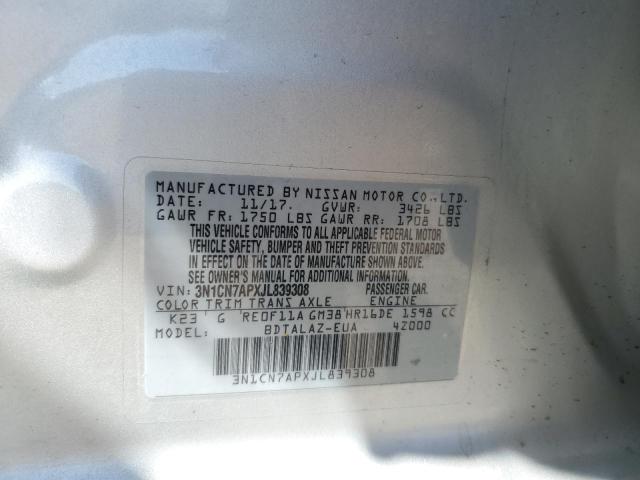 MANUFACTURED BY NISSAN MOTOR CO.,LTD.
DATE: 11/17. GVWR: 3426 LBS
GAWR FR: 1750 LBS GAWR RR: 1708 LBS
THIS VEHICLE CONFORMS TO ALL APPLICABLE FEDERAL MOTOR
VEHICLE SAFETY, BUMPER AND THEFT PREVENTION STANDARDS
IN EFFECT ON THE DATE OF MANUFACTURE SHOWN ABOVE.
SEE OWNER'S MANUAL FOR ADDITIONAL INFORMATION.
VIN: 3N1CN7APXJL839308 PASSENGER CAR.
COLOR TRIM TRANS AXLE ENGINE
K23 G RE0F11A GM38 HR16DE 1598 CC
MODEL: BDTALAZ-EUA 4Z000
3N1CN7APXJL839308